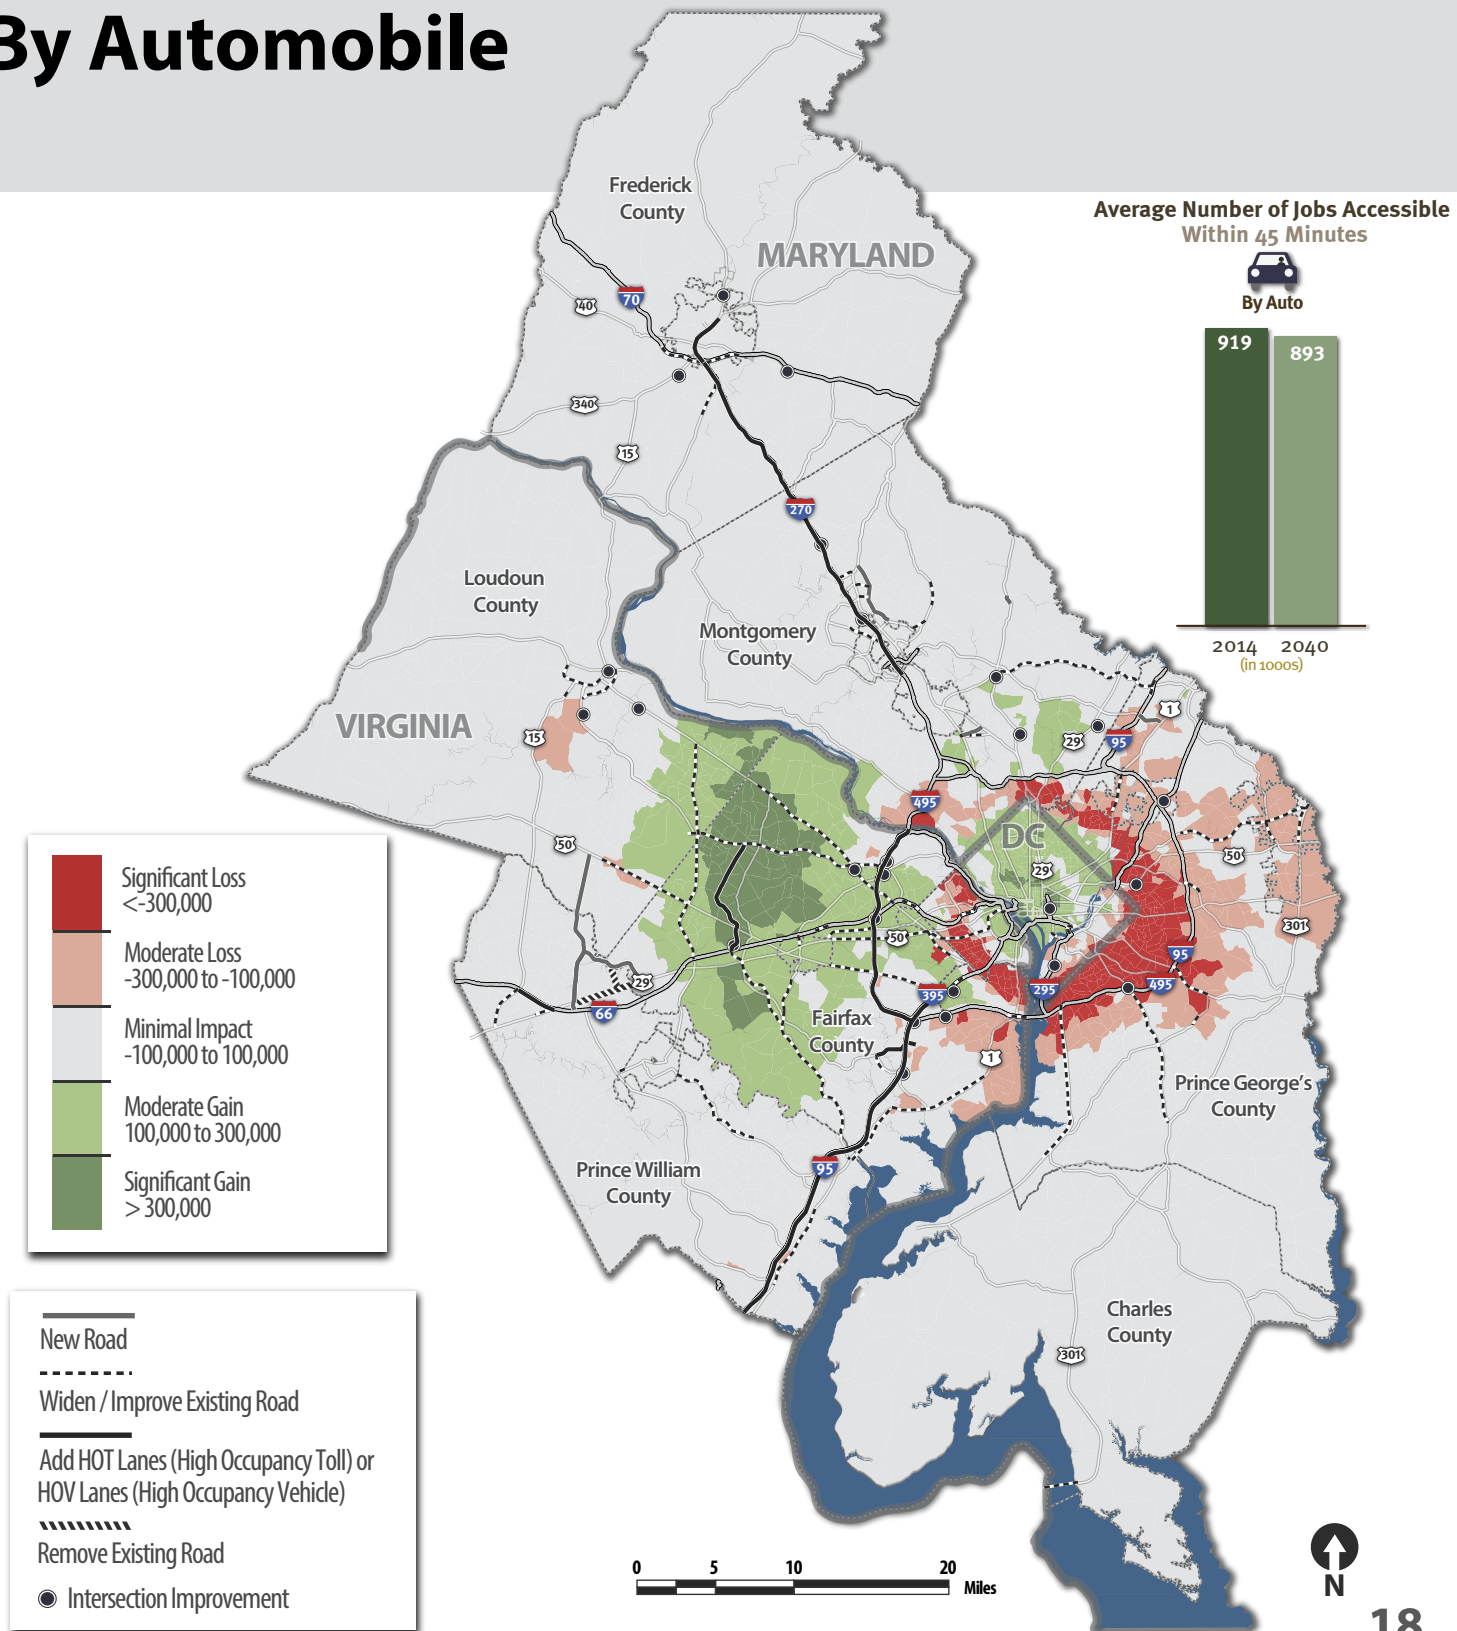 By Automobile
Average Number of Jobs Accessible
Within 45 Minutes
By Auto
919
893
2014
2040
(in 1000s)
Frederick
County
MARYLAND
40
70
340
15
270
Loudoun
County
Montgomery
County
VIRGINIA
15
29
95
1
495
DC
29
50
50
50
301
95
495
295
395
29
66
Fairfax
County
1
Prince George's
County
Prince William
County
95
Charles
County
301
Significant Loss
<-300,000
Moderate Loss
-300,000 to -100,000
Minimal Impact
-100,000 to 100,000
Moderate Gain
100,000 to 300,000
Significant Gain
> 300,000
New Road
Widen / Improve Existing Road
Add HOT Lanes (High Occupancy Toll) or
HOV Lanes (High Occupancy Vehicle)
Remove Existing Road
Intersection Improvement
0 5 10 20
Miles
N
18